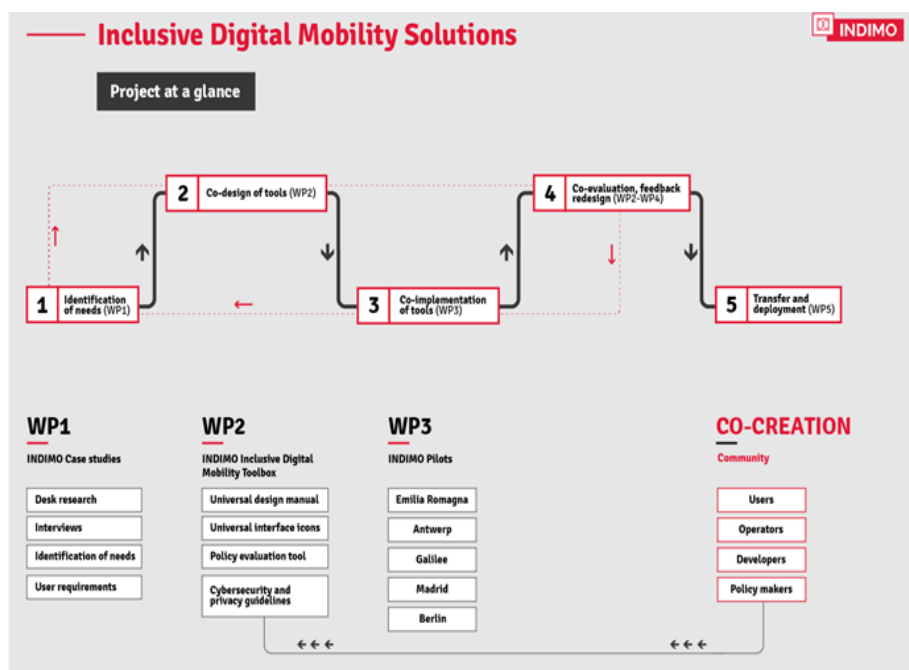 Inclusive Digital Mobility Solutions
INDIMO
Project at a glance
2
Co-design of tools (WP2)
4
Co-evaluation, feedback
redesign (WP2-WP4)
1
Identification
of needs (WP1)
3
Co-implementation
of tools (WP3)
5
Transfer and
deployment (WP5)
WP1
INDIMO Case studies
Desk research
Interviews
Identification of needs
User requirements
WP2
INDIMO Inclusive Digital
Mobility Toolbox
Universal design manual
Universal interface icons
Policy evaluation tool
Cybersecurity and
privacy guidelines
WP3
INDIMO Pilots
Emilia Romagna
Antwerp
Galilee
Madrid
Berlin
CO-CREATION
Community
Users
Operators
Developers
Policy makers